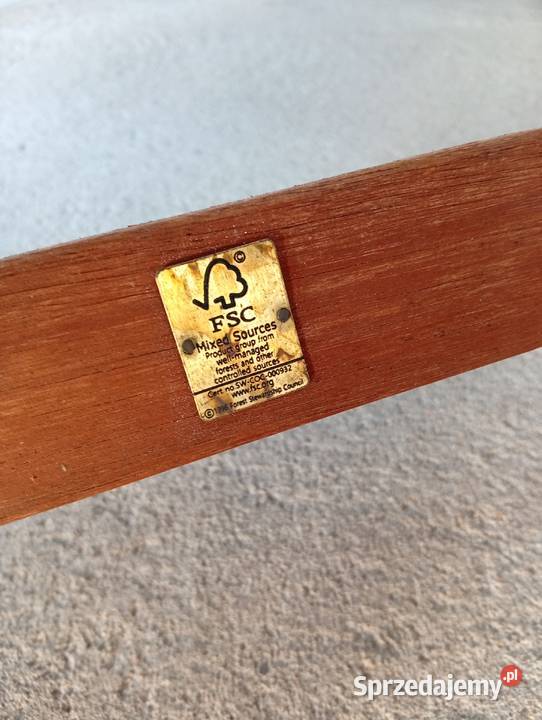 ©
FSC
Mixed Sources
Product group from
well-managed
forests and other
controlled sources
Cert no.SW-COC-000932
www.fsc.org
©1996 Forest Stewardship Council
Sprzedajemy.pl